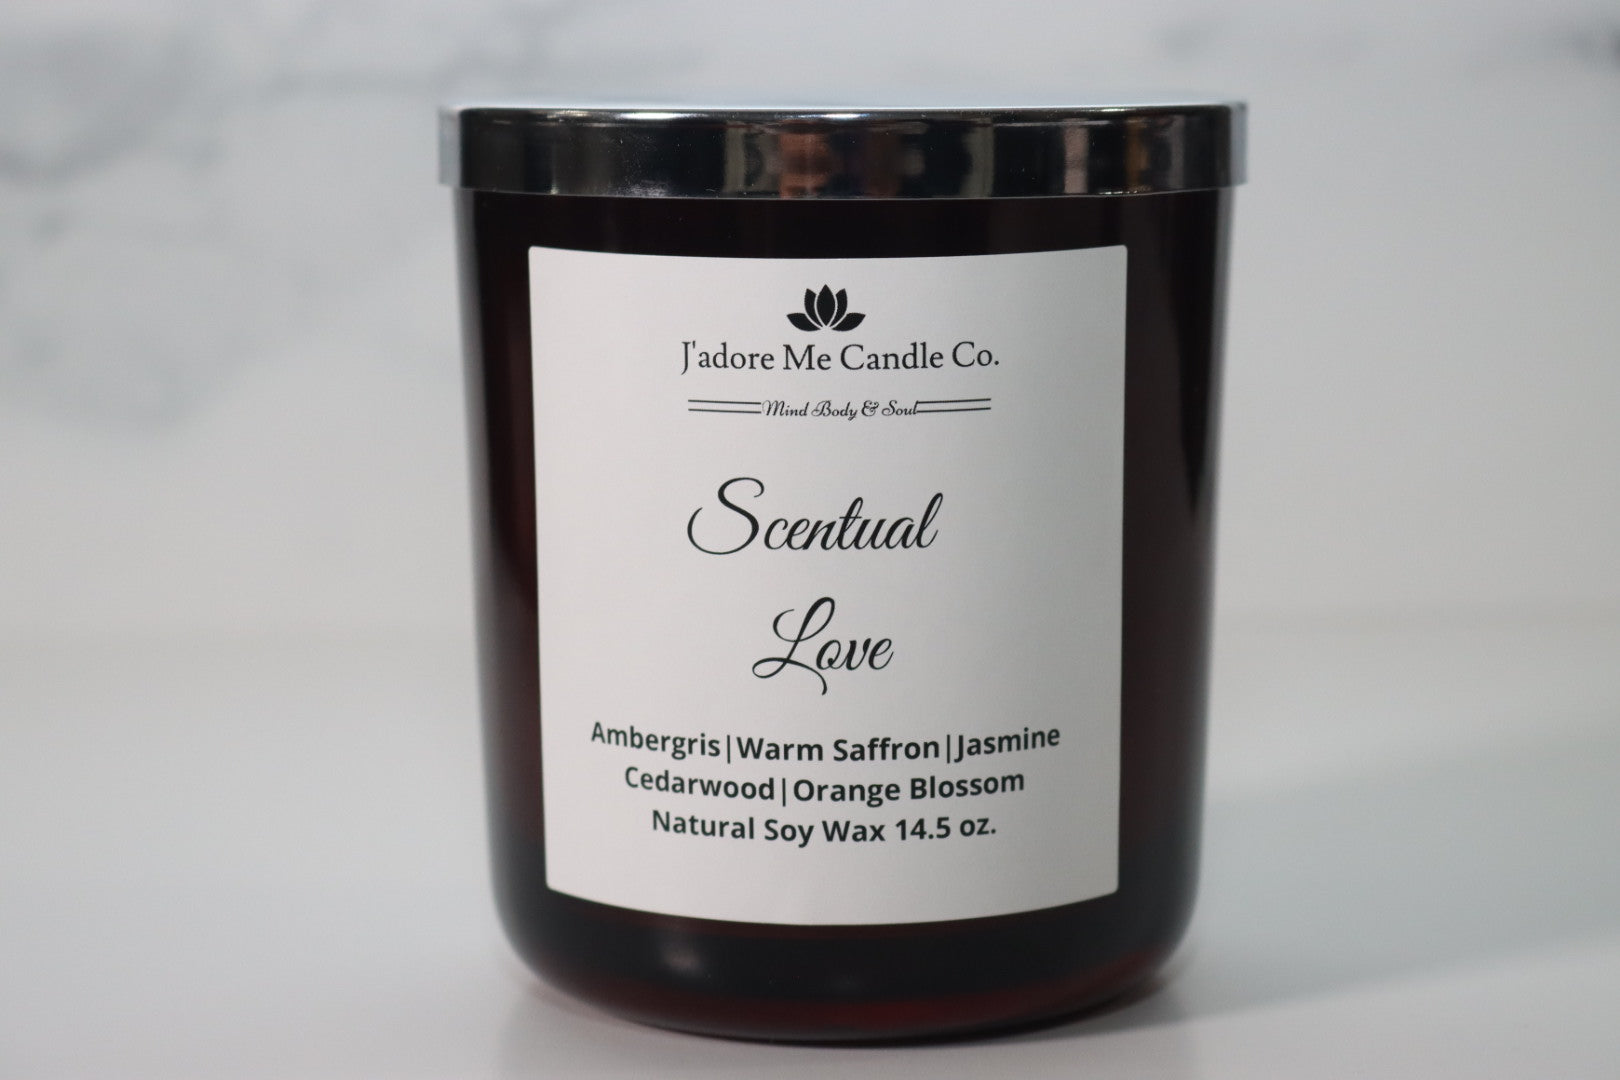 J'adore Me Candle Co.
Mind Body & Soul
Scentual
Love
Ambergris|Warm Saffron|Jasmine
Cedarwood|Orange Blossom
Natural Soy Wax 14.5 oz.